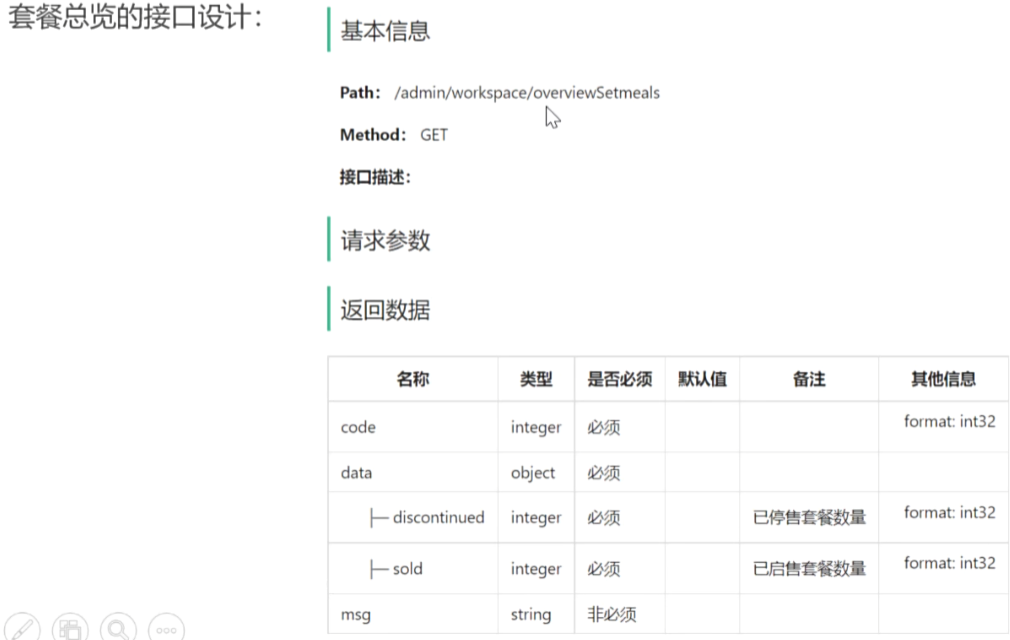 套餐总览的接口设计：
基本信息
Path： /admin/workspace/overviewSetmeals
Method： GET
接口描述：
请求参数
返回数据
名称 类型 是否必须 默认值 备注 其他信息
code integer 必须 format: int32
data object 必须
├─ discontinued integer 必须 已停售套餐数量 format: int32
├─ sold integer 必须 已启售套餐数量 format: int32
msg string 非必须